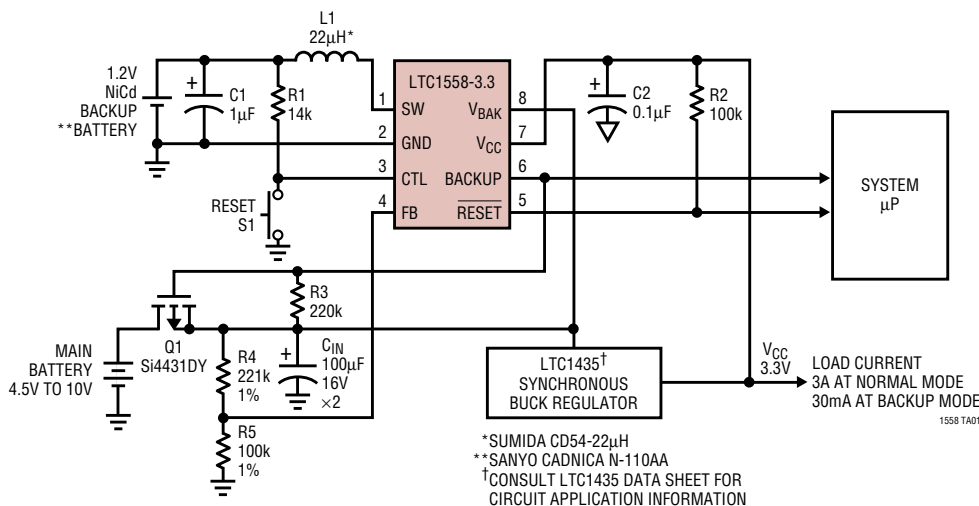 L1
22μH*
1.2V
NiCd
BACKUP
**BATTERY
+
C1
1μF
R1
14k
LTC1558-3.3
1
SW
2
GND
3
CTL
4
FB
8
VBAK
7
VCC
6
BACKUP
5
RESET
+
C2
0.1μF
R2
100k
SYSTEM
μP
RESET
S1
R3
220k
Q1
Si4431DY
MAIN
BATTERY
4.5V TO 10V
R4
221k
1%
+
CIN
100μF
16V
×2
R5
100k
1%
LTC1435†
SYNCHRONOUS
BUCK REGULATOR
VCC
3.3V
LOAD CURRENT
3A AT NORMAL MODE
30mA AT BACKUP MODE
1558 TA01
*SUMIDA CD54-22μH
**SANYO CADNICA N-110AA
†CONSULT LTC1435 DATA SHEET FOR
CIRCUIT APPLICATION INFORMATION